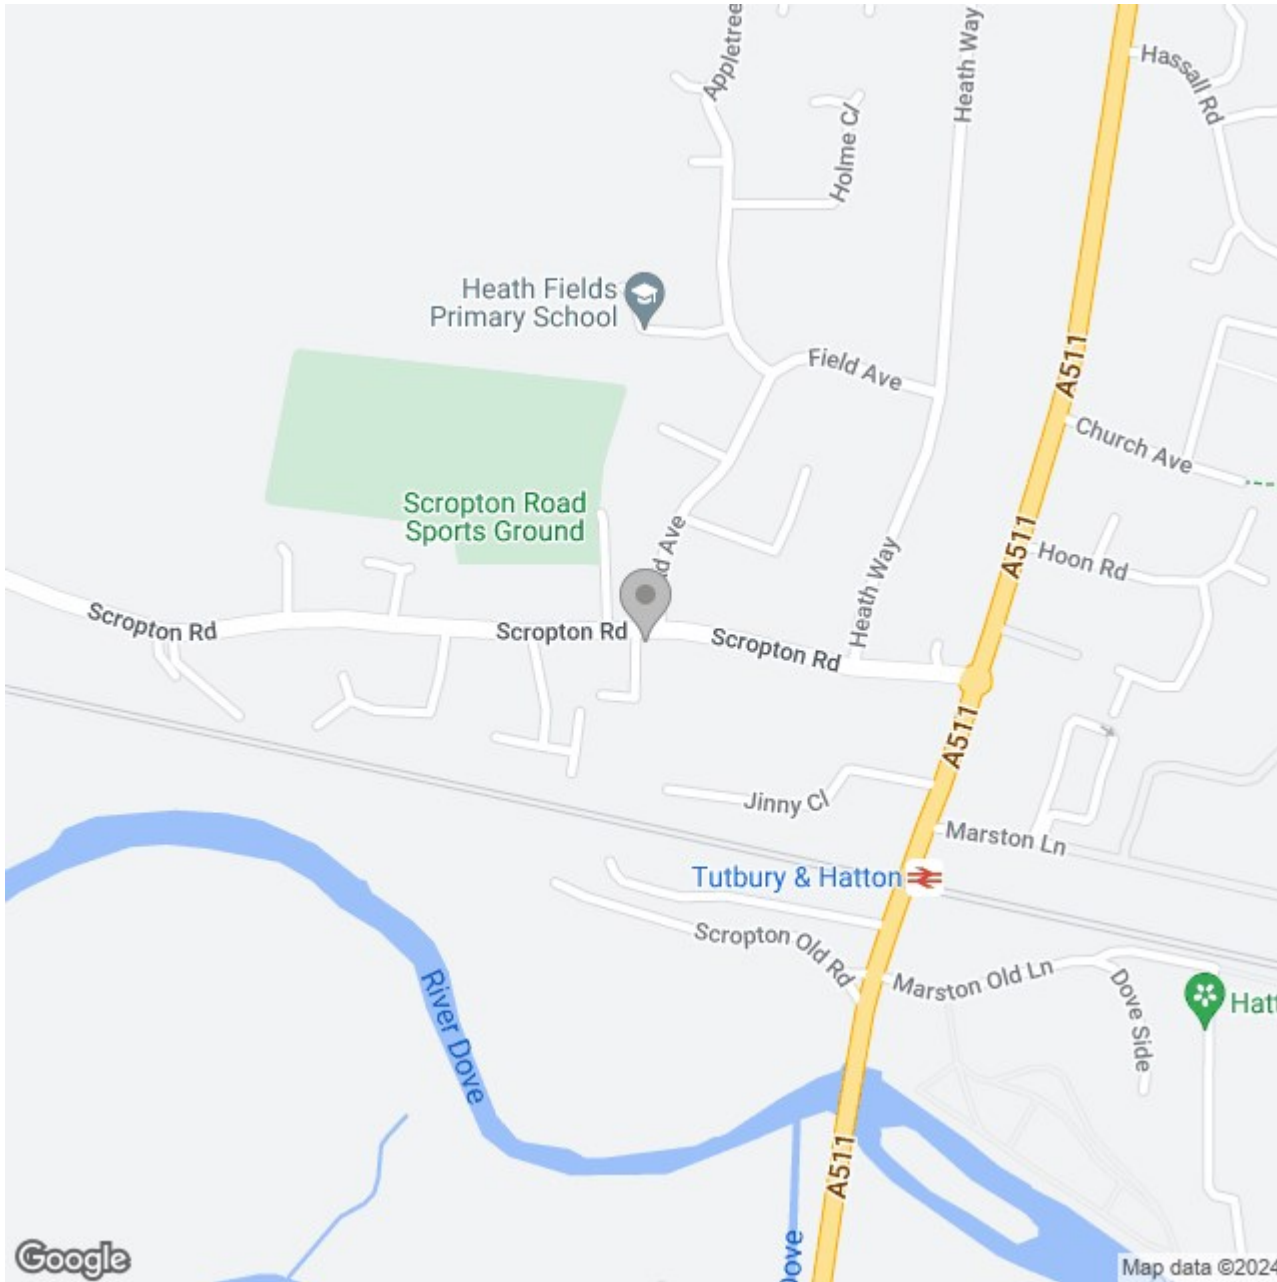 Appletree
Heath Way
Hassall Rd
Holme Cl
Heath Fields
Primary School
Field Ave
A511
Church Ave
Scropton Road
Sports Ground
Ave
A511
Hoon Rd
Heath Way
Scropton Rd
Scropton Rd
Scropton Rd
A511
Jinny Cl
Marston Ln
Tutbury & Hatton
Scropton Old Rd
Marston Old Ln
Dove Side
River Dove
A511
Dove
Google
Map data ©2024